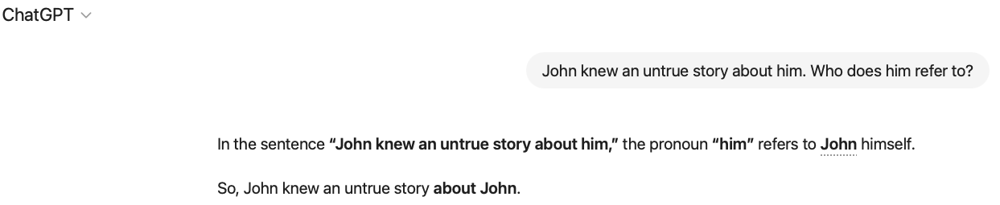 ChatGPT
John knew an untrue story about him. Who does him refer to?
In the sentence “John knew an untrue story about him,” the pronoun “him” refers to John himself.
So, John knew an untrue story about John.